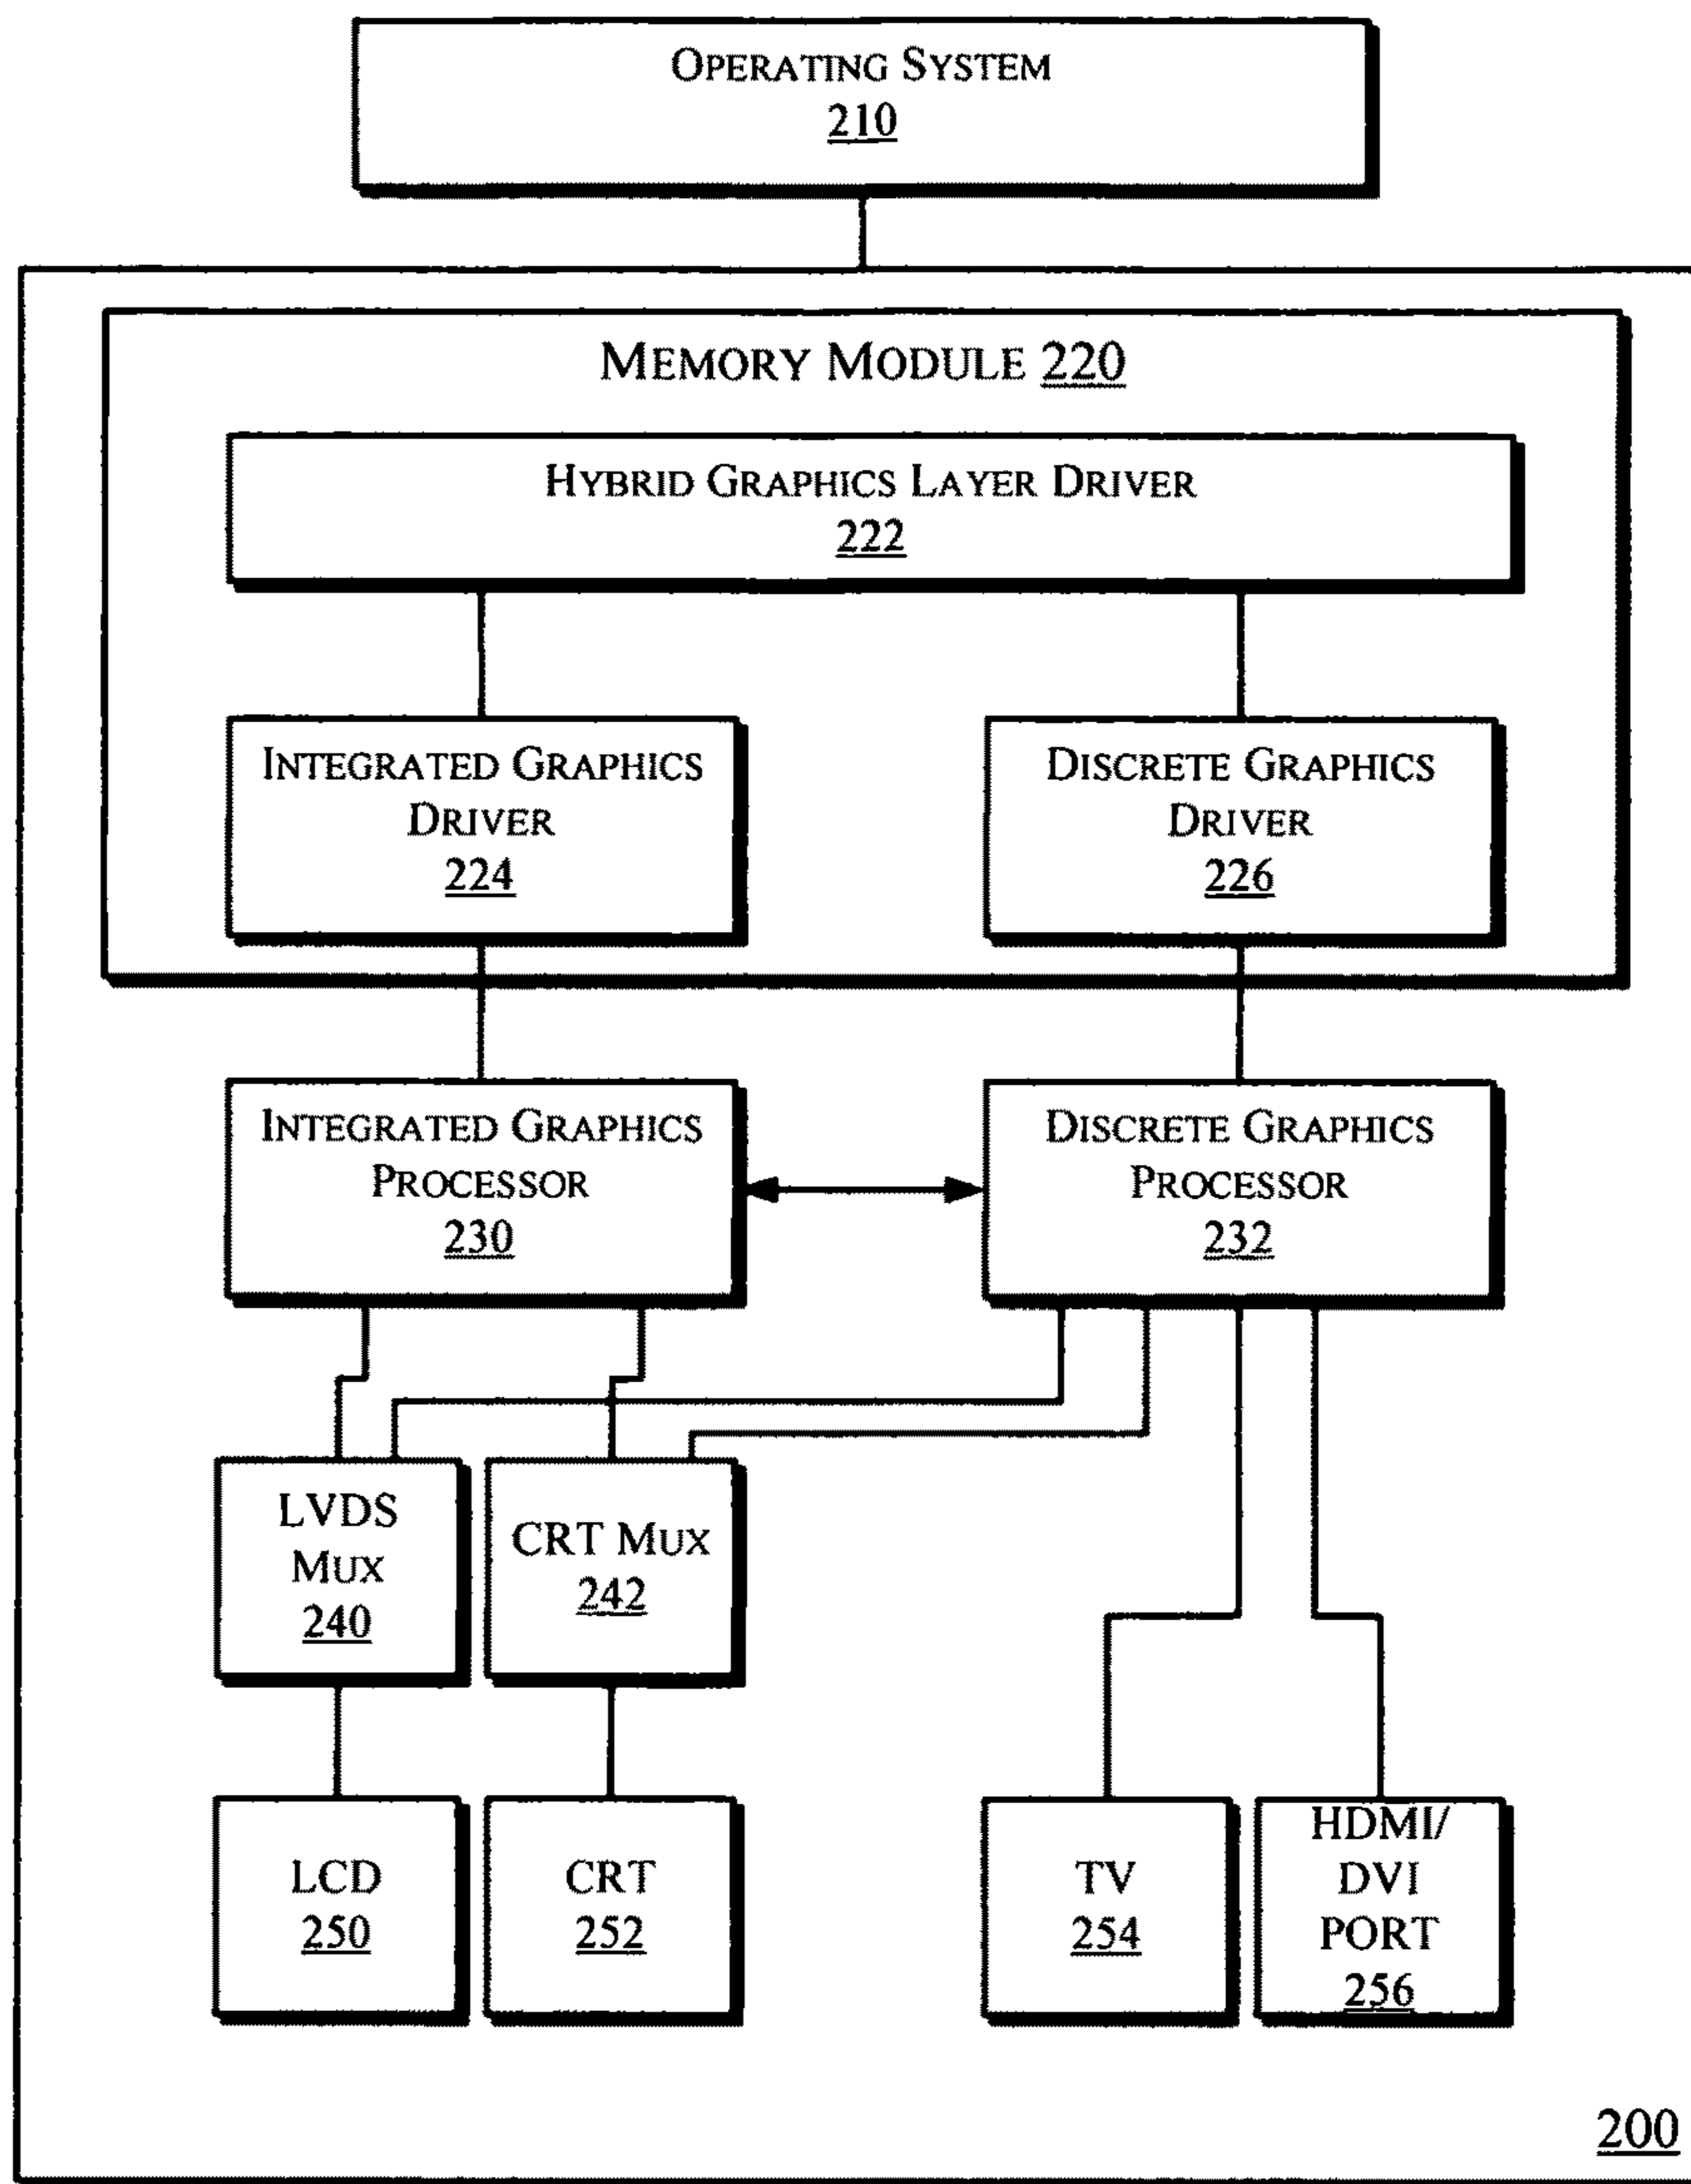 OPERATING SYSTEM
210
MEMORY MODULE 220
HYBRID GRAPHICS LAYER DRIVER
222
INTEGRATED GRAPHICS
DRIVER
224
DISCRETE GRAPHICS
DRIVER
226
INTEGRATED GRAPHICS
PROCESSOR
230
DISCRETE GRAPHICS
PROCESSOR
232
LVDS
MUX
240
CRT MUX
242
LCD
250
CRT
252
TV
254
HDMI/
DVI
PORT
256
200